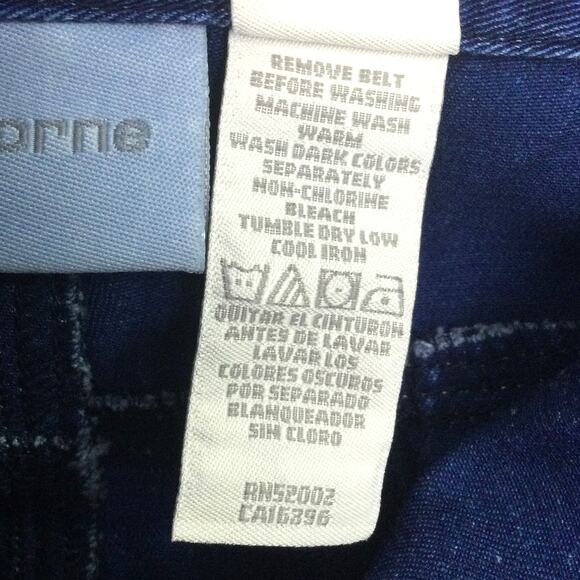 orne
REMOVE BELT
BEFORE WASHING
MACHINE WASH
WARM
WASH DARK COLORS
SEPARATELY
NON-CHLORINE
BLEACH
TUMBLE DRY LOW
COOL IRON
QUITAR EL CINTURON
ANTES DE LAVAR
LAVAR LOS
COLORES OSCUROS
POR SEPARADO
BLANQUEADOR
SIN CLORO
RN52002
CA16396